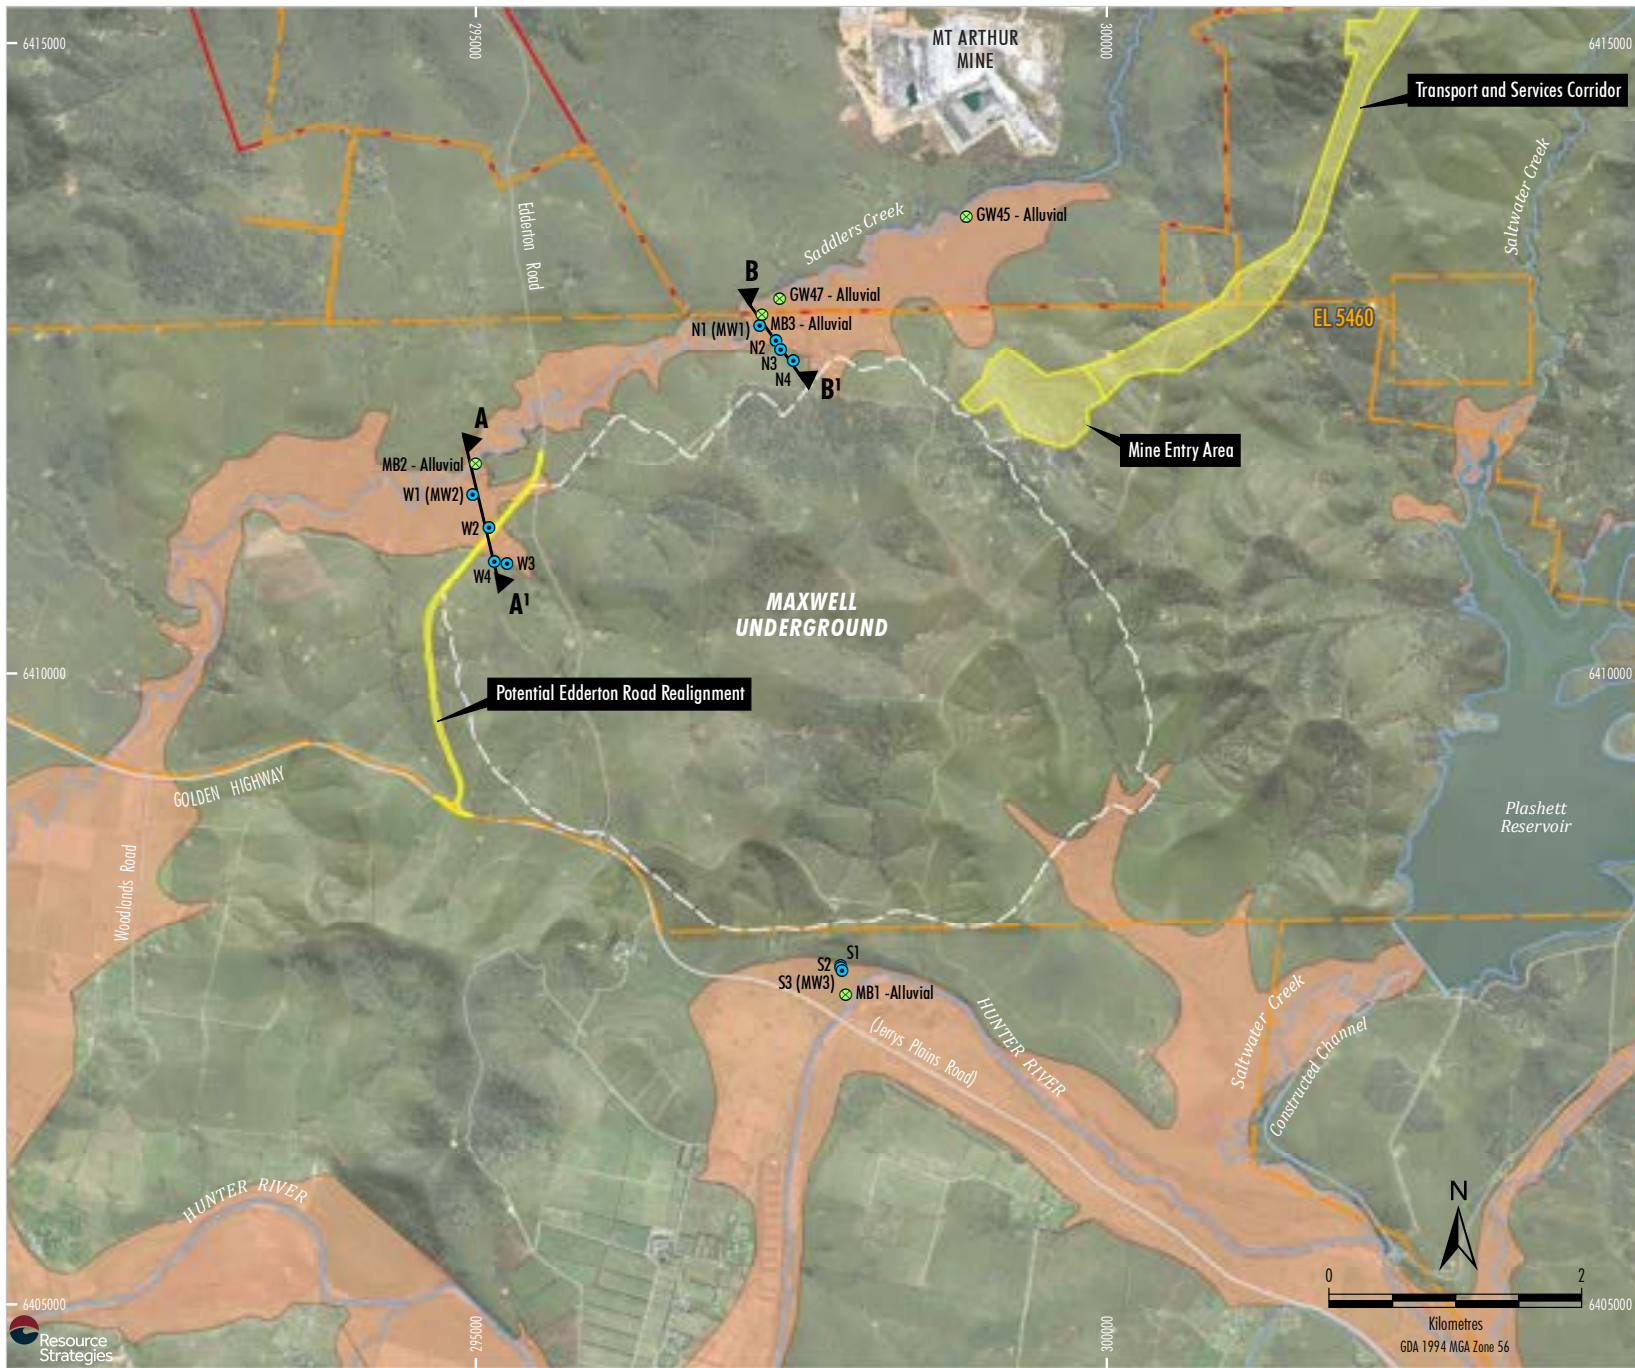 295000
300000
6415000
6415000
MT ARTHUR
MINE
Transport and Services Corridor
Saltwater Creek
Edderton Road
Saddlers Creek
GW45 - Alluvial
B
GW47 - Alluvial
MB3 - Alluvial
N1 (MW1)
N2
N3
N4
B¹
EL 5460
A
MB2 - Alluvial
Mine Entry Area
W1 (MW2)
W2
W3
W4
A¹
MAXWELL
UNDERGROUND
6410000
6410000
Potential Edderton Road Realignment
GOLDEN HIGHWAY
Plashett
Reservoir
Woodlands Road
S1
S2
S3 (MW3)
MB1 -Alluvial
HUNTER RIVER
(Jerrys Plains Road)
Saltwater Creek
Constructed Channel
HUNTER RIVER
N
0
2
6405000
6405000
Kilometres
GDA 1994 MGA Zone 56
295000
300000
Resource
Strategies